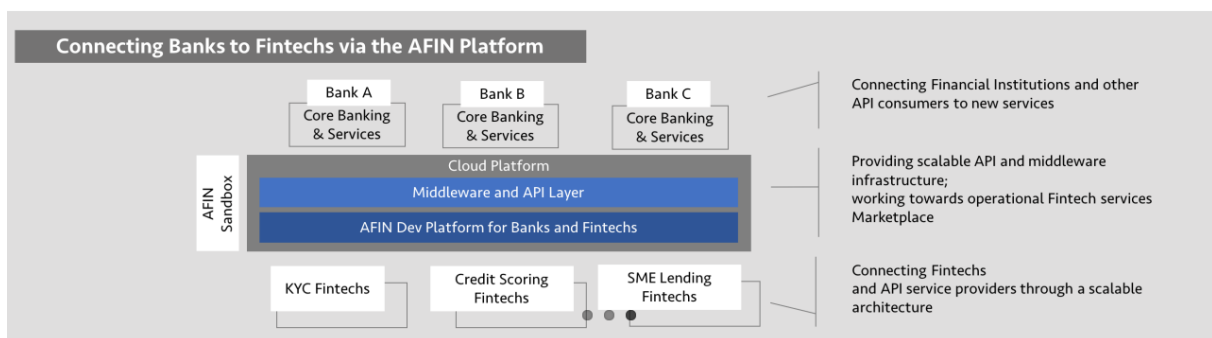 Connecting Banks to Fintechs via the AFIN Platform
Bank A
Core Banking
& Services
Bank B
Core Banking
& Services
Bank C
Core Banking
& Services
Connecting Financial Institutions and other
API consumers to new services
AFIN
Sandbox
Cloud Platform
Middleware and API Layer
AFIN Dev Platform for Banks and Fintechs
Providing scalable API and middleware
infrastructure;
working towards operational Fintech services
Marketplace
KYC Fintechs
Credit Scoring
Fintechs
SME Lending
Fintechs
Connecting Fintechs
and API service providers through a scalable
architecture